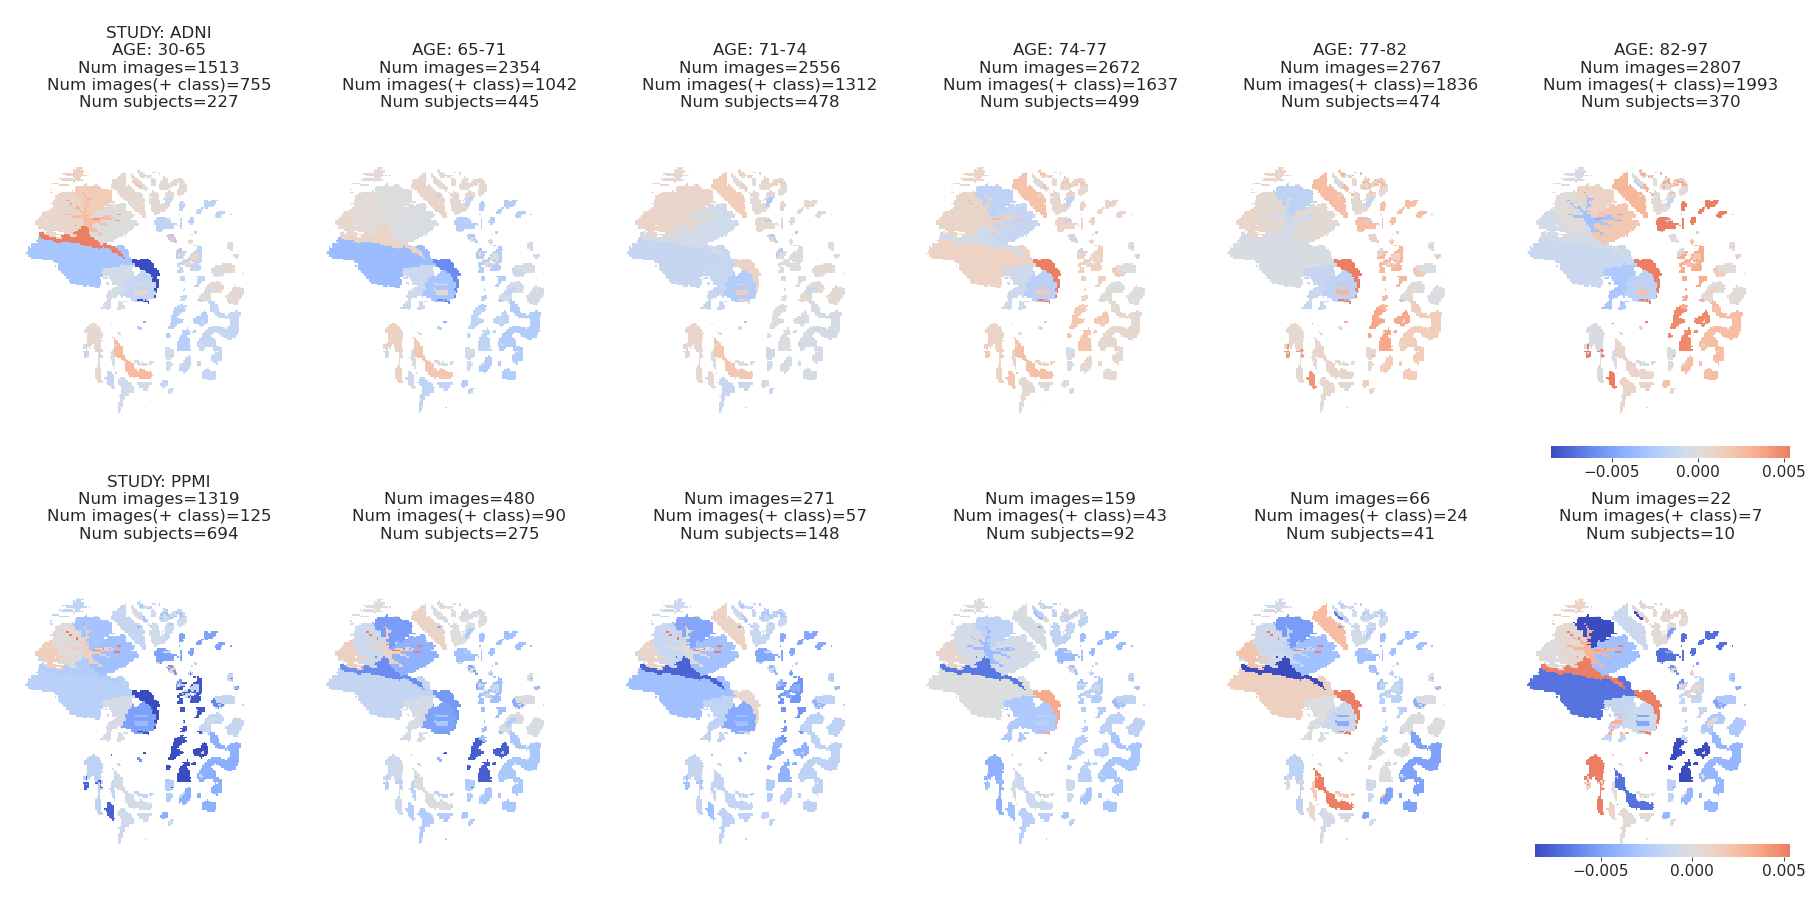 STUDY: ADNI
AGE: 30-65
Num images=1513
Num images(+ class)=755
Num subjects=227
AGE: 65-71
Num images=2354
Num images(+ class)=1042
Num subjects=445
AGE: 71-74
Num images=2556
Num images(+ class)=1312
Num subjects=478
AGE: 74-77
Num images=2672
Num images(+ class)=1637
Num subjects=499
AGE: 77-82
Num images=2767
Num images(+ class)=1836
Num subjects=474
AGE: 82-97
Num images=2807
Num images(+ class)=1993
Num subjects=370
−0.005 0.000 0.005
STUDY: PPMI
Num images=1319
Num images(+ class)=125
Num subjects=694
Num images=480
Num images(+ class)=90
Num subjects=275
Num images=271
Num images(+ class)=57
Num subjects=148
Num images=159
Num images(+ class)=43
Num subjects=92
Num images=66
Num images(+ class)=24
Num subjects=41
Num images=22
Num images(+ class)=7
Num subjects=10
−0.005 0.000 0.005